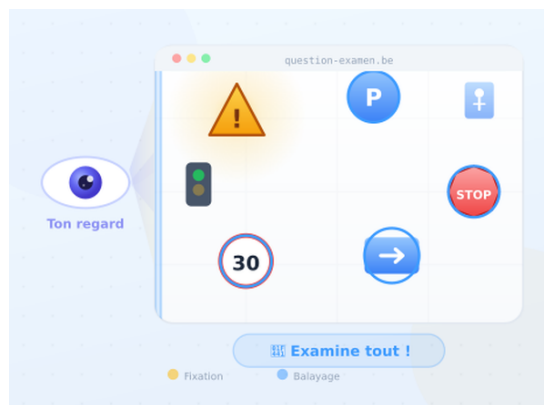 question-examen.be
!
P
STOP
Ton regard
30
Examine tout !
Fixation
Balayage